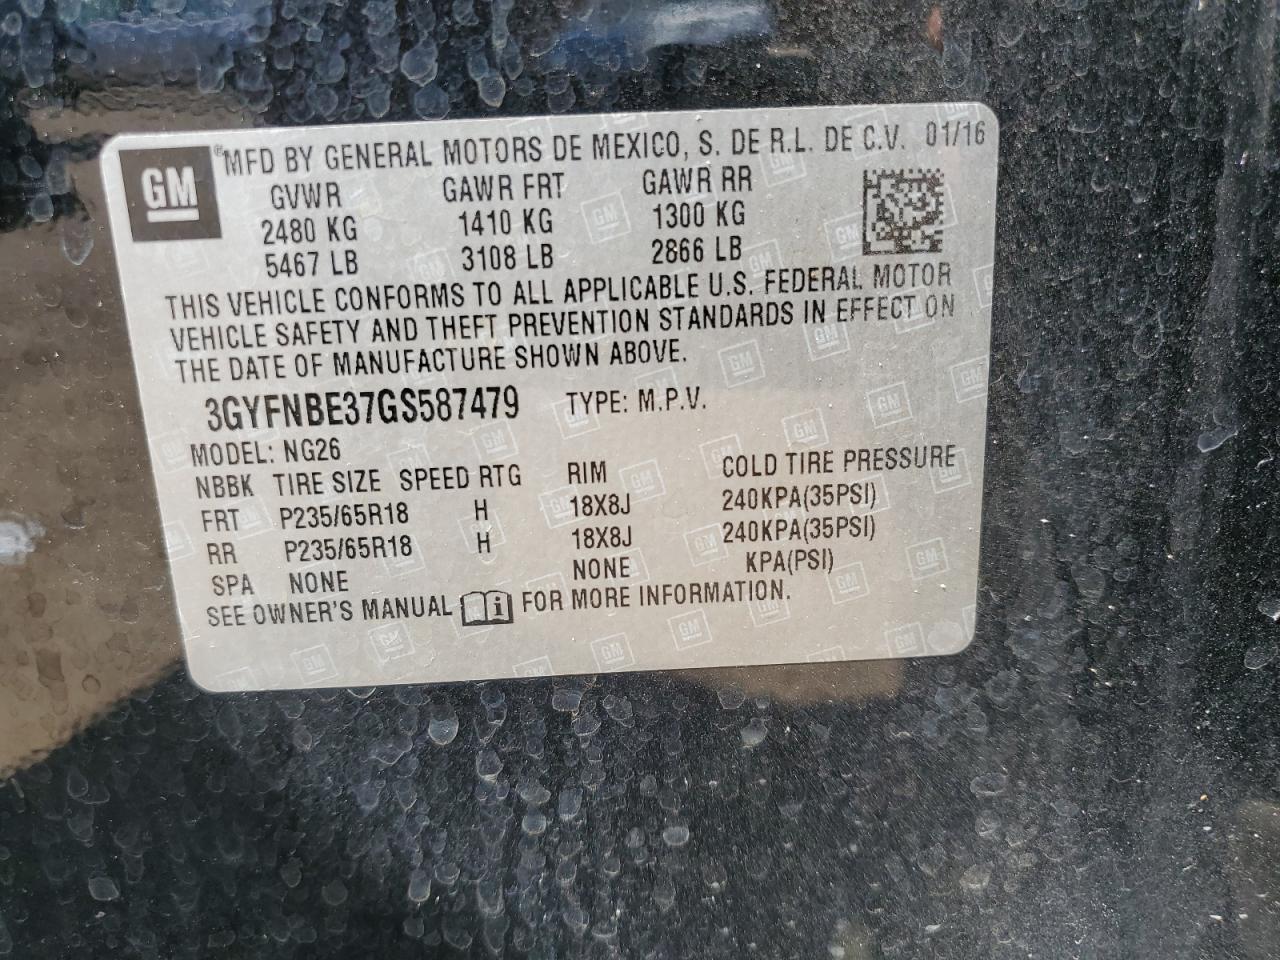 GM
®MFD BY GENERAL MOTORS DE MEXICO, S. DE R.L. DE C.V. 01/16
GVWR GAWR FRT GAWR RR
2480 KG 1410 KG 1300 KG
5467 LB 3108 LB 2866 LB
THIS VEHICLE CONFORMS TO ALL APPLICABLE U.S. FEDERAL MOTOR
VEHICLE SAFETY AND THEFT PREVENTION STANDARDS IN EFFECT ON
THE DATE OF MANUFACTURE SHOWN ABOVE.
3GYFNBE37GS587479 TYPE: M.P.V.
MODEL: NG26
NBBK TIRE SIZE SPEED RTG RIM COLD TIRE PRESSURE
FRT P235/65R18 H 18X8J 240KPA(35PSI)
RR P235/65R18 H 18X8J 240KPA(35PSI)
SPA NONE NONE KPA(PSI)
SEE OWNER'S MANUAL i FOR MORE INFORMATION.